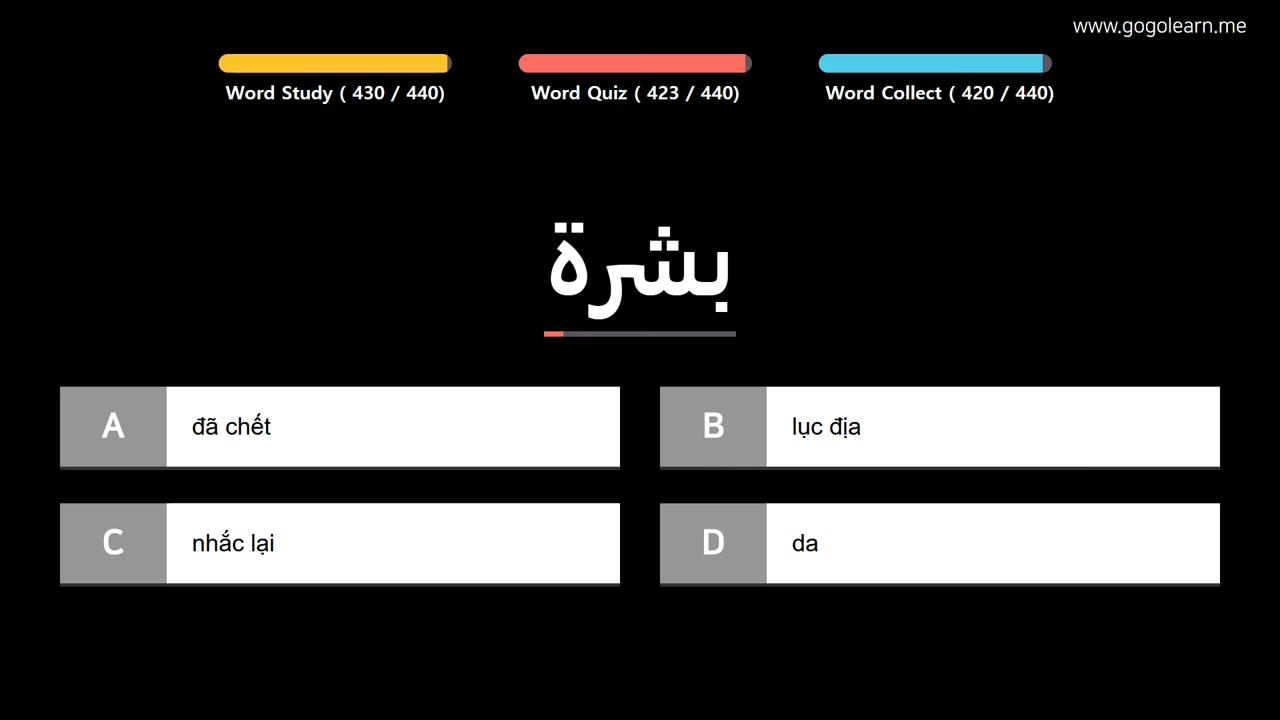 www.gogolearn.me
Word Study ( 430 / 440)
Word Quiz ( 423 / 440)
Word Collect ( 420 / 440)
بشرة
A
đã chết
B
lục địa
C
nhắc lại
D
da